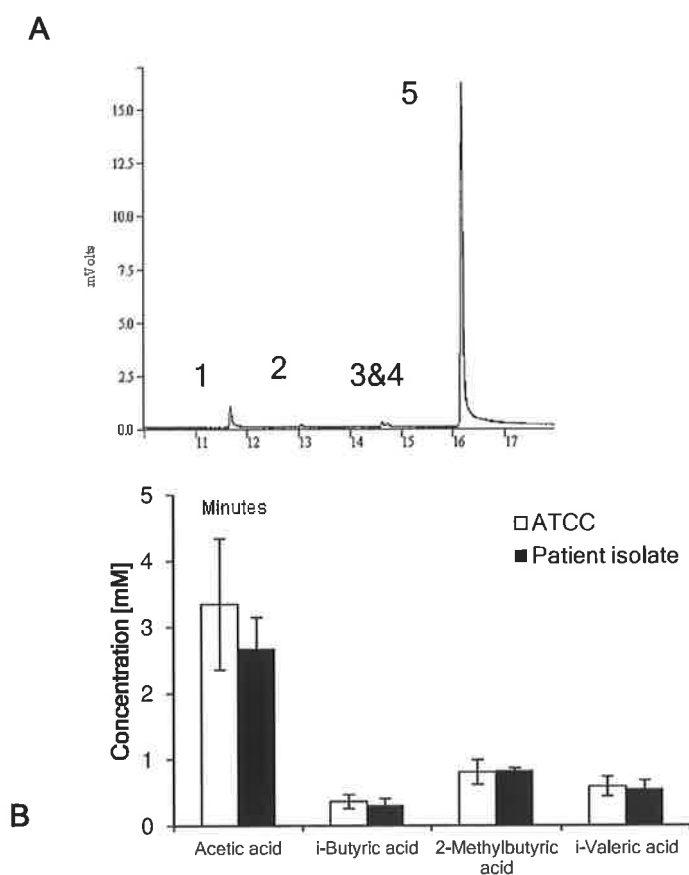 A
15.0
12.5
10.0
7.5
5.0
2.5
0.0
mVolts
1
2
3&4
5
11 12 13 14 15 16 17
Minutes
5
4
3
2
1
0
Concentration [mM]
ATCC
Patient isolate
B
Acetic acid
i-Butyric acid
2-Methylbutyric
acid
i-Valeric acid